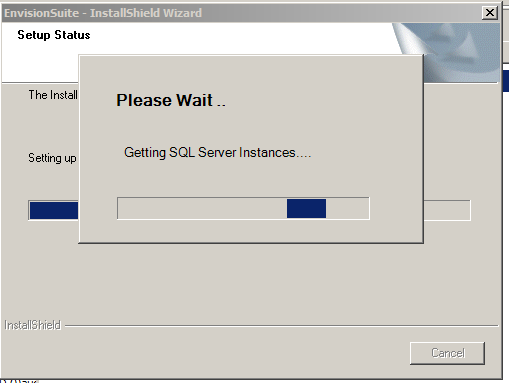 EnvisionSuite - InstallShield Wizard
Setup Status
The Install
Please Wait ..
Getting SQL Server Instances....
Setting up
InstallShield
Cancel